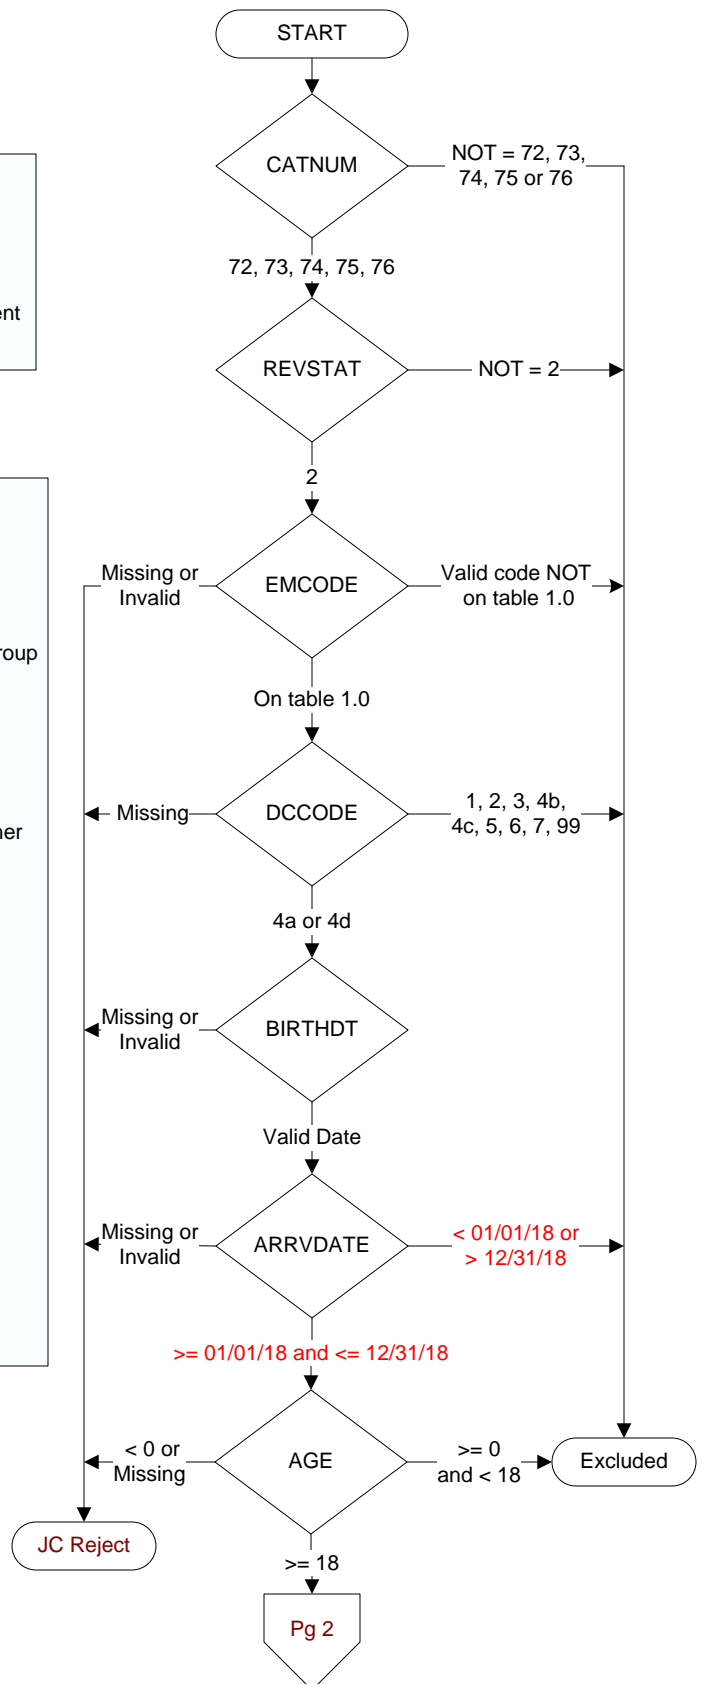 START
CATNUM
NOT = 72, 73,
74, 75 or 76
72, 73, 74, 75, 76
ent
REVSTAT
NOT = 2
2
Missing or
Invalid
EMCODE
Valid code NOT
on table 1.0
roup
On table 1.0
Missing
DCCODE
1, 2, 3, 4b,
4c, 5, 6, 7, 99
ner
4a or 4d
Missing or
Invalid
BIRTHDT
Valid Date
Missing or
Invalid
ARRVDATE
< 01/01/18 or
> 12/31/18
>= 01/01/18 and <= 12/31/18
< 0 or
Missing
AGE
>= 0
and < 18
Excluded
JC Reject
>= 18
Pg 2